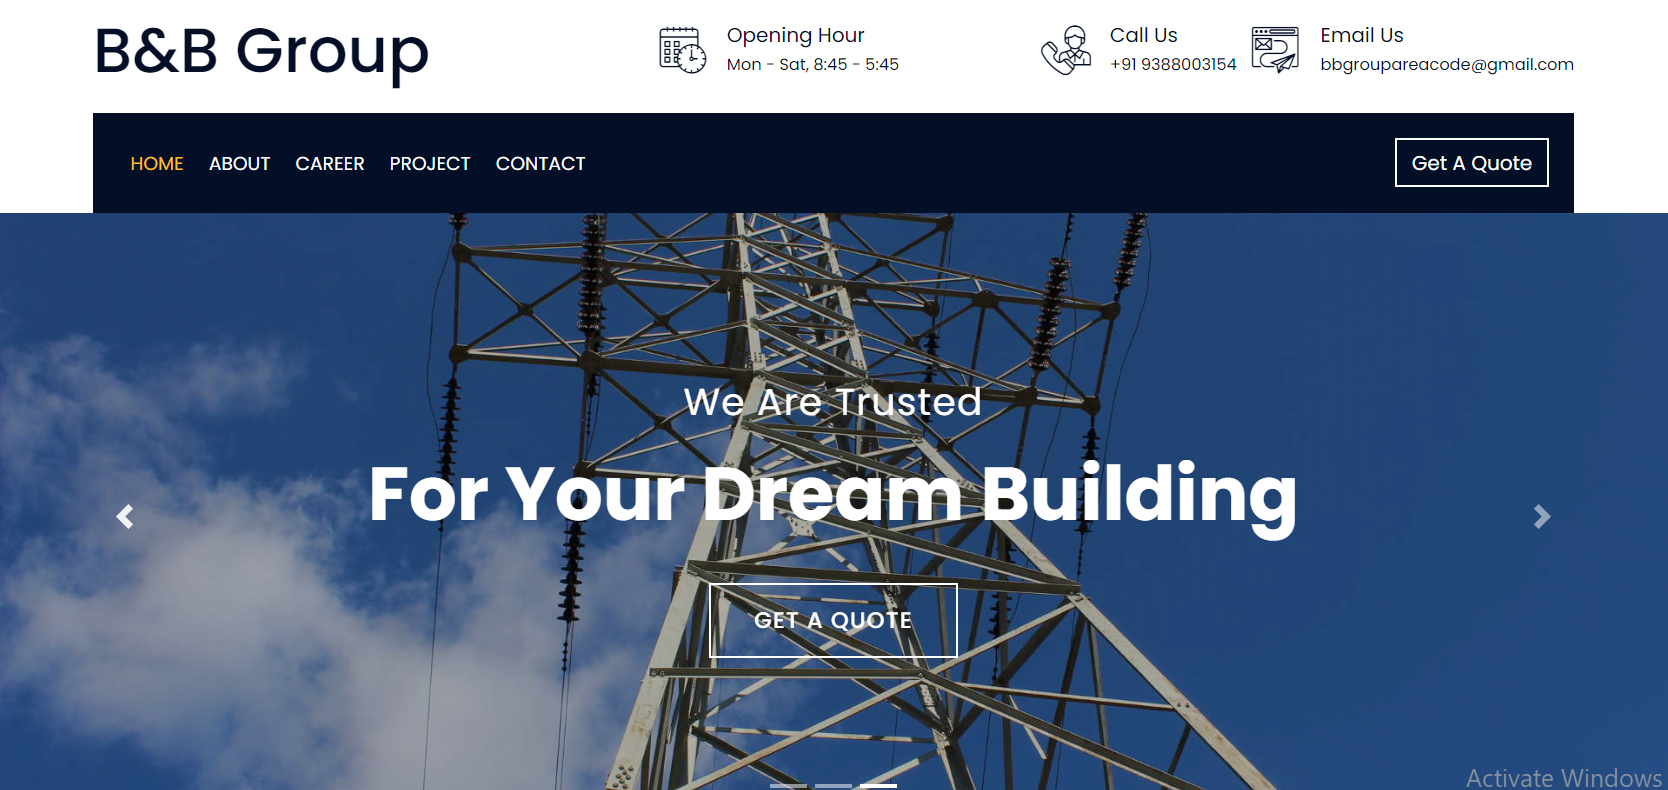 B&B Group
Opening Hour
Mon - Sat, 8:45 - 5:45
Call Us
+91 9388003154
Email Us
bbgroupareacode@gmail.com
HOME ABOUT CAREER PROJECT CONTACT
Get A Quote
We Are Trusted
For Your Dream Building
GET A QUOTE
Activate Windows